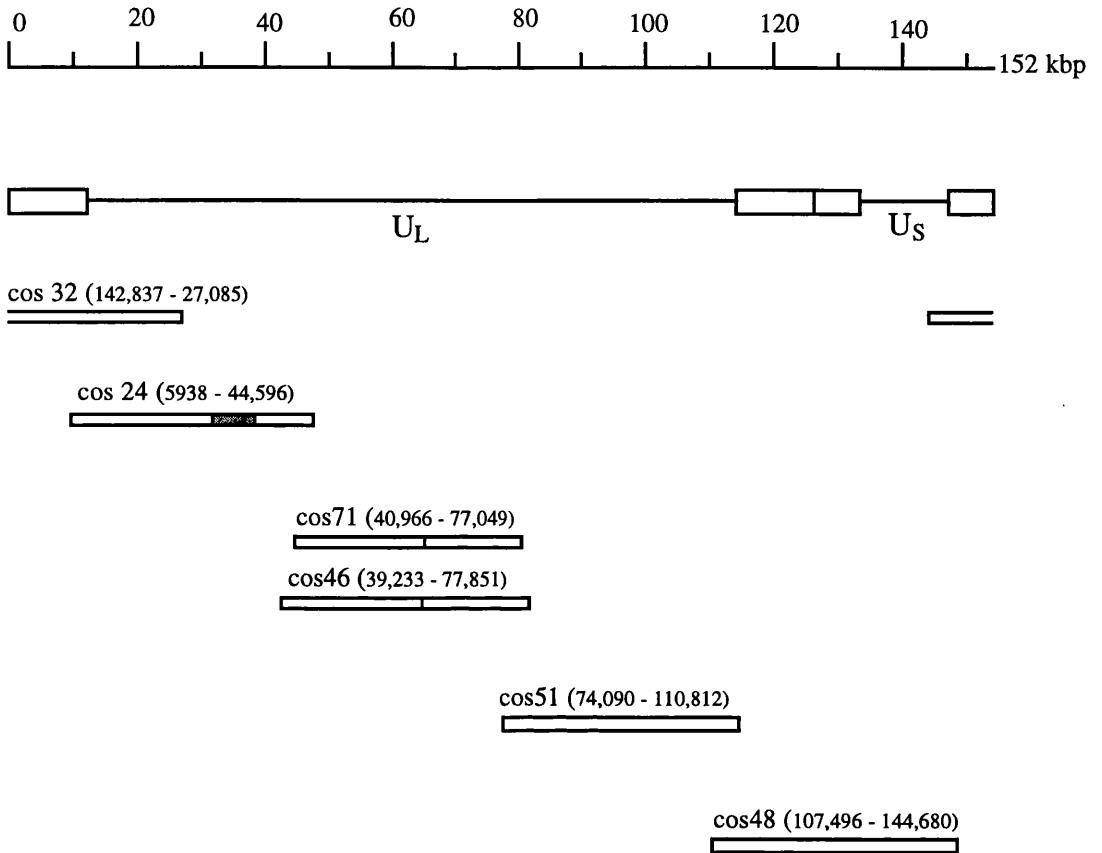 0 20 40 60 80 100 120 140
152 kbp
U_L
U_S
cos 32 (142,837 - 27,085)
cos 24 (5938 - 44,596)
cos71 (40,966 - 77,049)
cos46 (39,233 - 77,851)
cos51 (74,090 - 110,812)
cos48 (107,496 - 144,680)